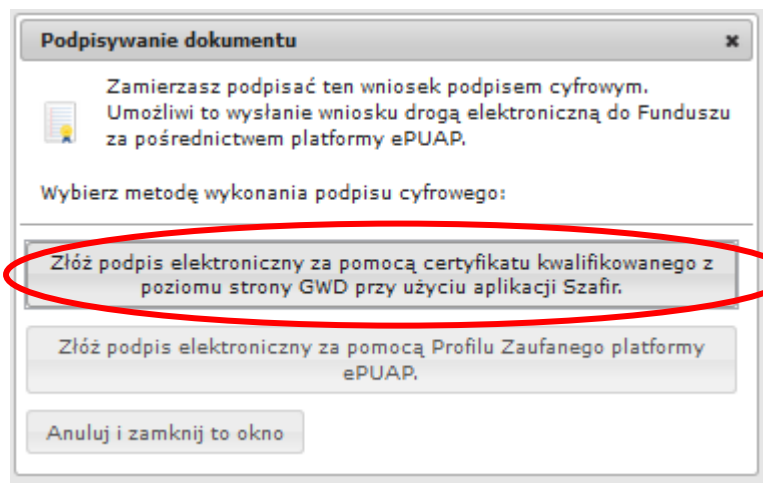 Podpisywanie dokumentu
Zamierzasz podpisać ten wniosek podpisem cyfrowym.
Umożliwi to wysłanie wniosku drogą elektroniczną do Funduszu
za pośrednictwem platformy ePUAP.
Wybierz metodę wykonania podpisu cyfrowego:
Złóż podpis elektroniczny za pomocą certyfikatu kwalifikowanego z
poziomu strony GWD przy użyciu aplikacji Szafir.
Złóż podpis elektroniczny za pomocą Profilu Zaufanego platformy
ePUAP.
Anuluj i zamknij to okno